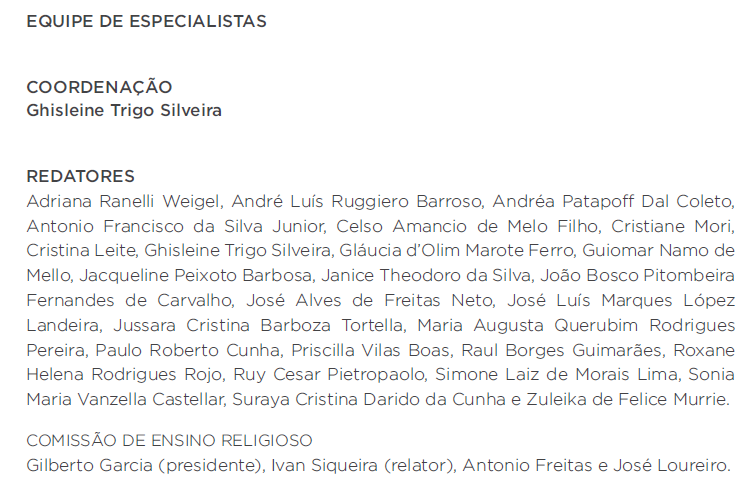 EQUIPE DE ESPECIALISTAS
COORDENAÇÃO
Ghisleine Trigo Silveira
REDATORES
Adriana Ranelli Weigel, André Luís Ruggiero Barroso, Andréa Patapoff Dal Coleto,
Antonio Francisco da Silva Junior, Celso Amancio de Melo Filho, Cristiane Mori,
Cristina Leite, Ghisleine Trigo Silveira, Gláucia d’Olim Marote Ferro, Guiomar Namo de
Mello, Jacqueline Peixoto Barbosa, Janice Theodoro da Silva, João Bosco Pitombeira
Fernandes de Carvalho, José Alves de Freitas Neto, José Luís Marques López
Landeira, Jussara Cristina Barboza Tortella, Maria Augusta Querubim Rodrigues
Pereira, Paulo Roberto Cunha, Priscilla Vilas Boas, Raul Borges Guimarães, Roxane
Helena Rodrigues Rojo, Ruy Cesar Pietropaolo, Simone Laiz de Morais Lima, Sonia
Maria Vanzella Castellar, Suraya Cristina Darido da Cunha e Zuleika de Felice Murrie.
COMISSÃO DE ENSINO RELIGIOSO
Gilberto Garcia (presidente), Ivan Siqueira (relator), Antonio Freitas e José Loureiro.